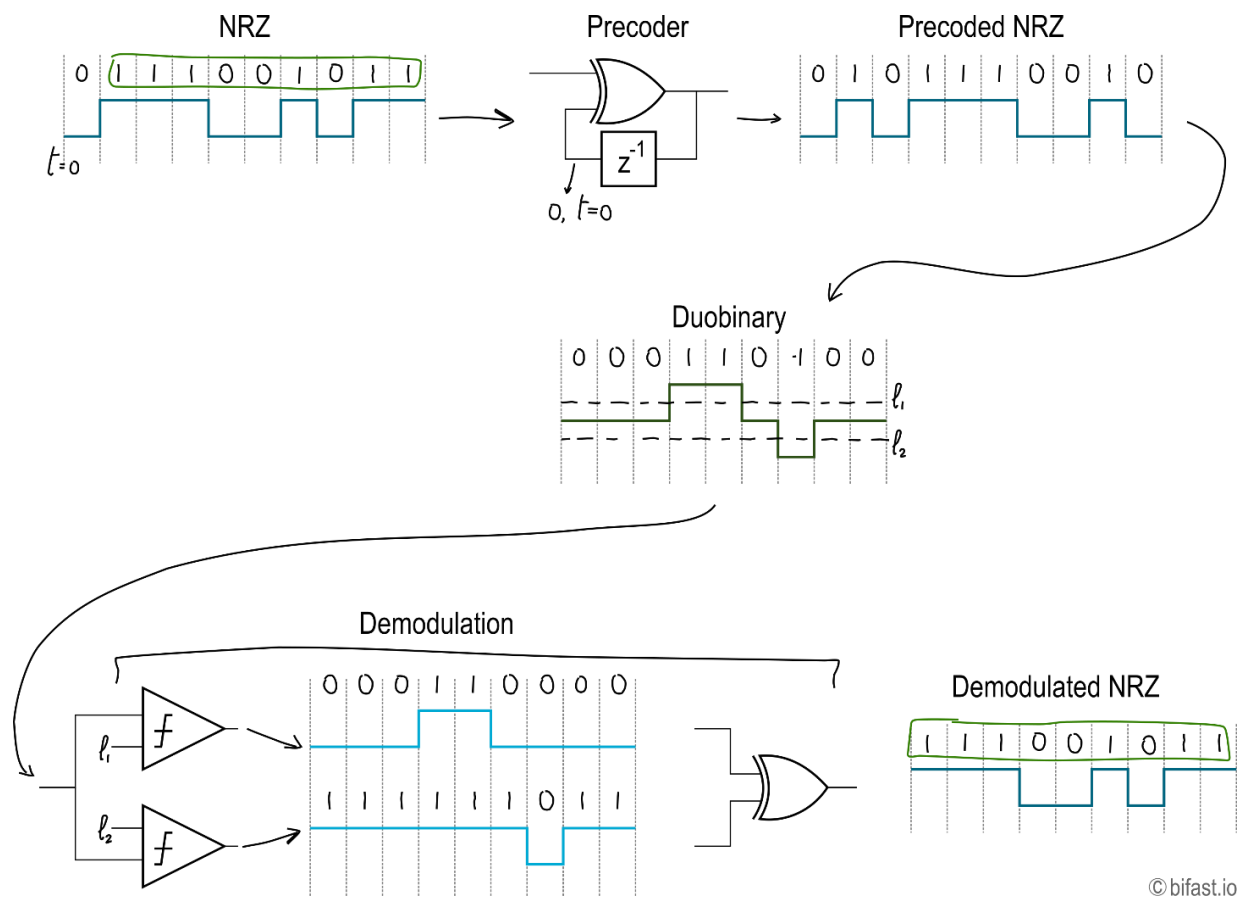 NRZ
0 1 1 1 0 0 1 0 1 1
t=0
Precoder
z⁻¹
0, t=0
Precoded NRZ
0 1 0 1 1 1 0 0 1 0
Duobinary
0 0 0 1 1 0 -1 0 0
l₁
l₂
Demodulation
l₁
l₂
0 0 0 1 1 0 0 0 0
1 1 1 1 1 1 0 1 1
Demodulated NRZ
1 1 1 0 0 1 0 1 1
© bifast.io